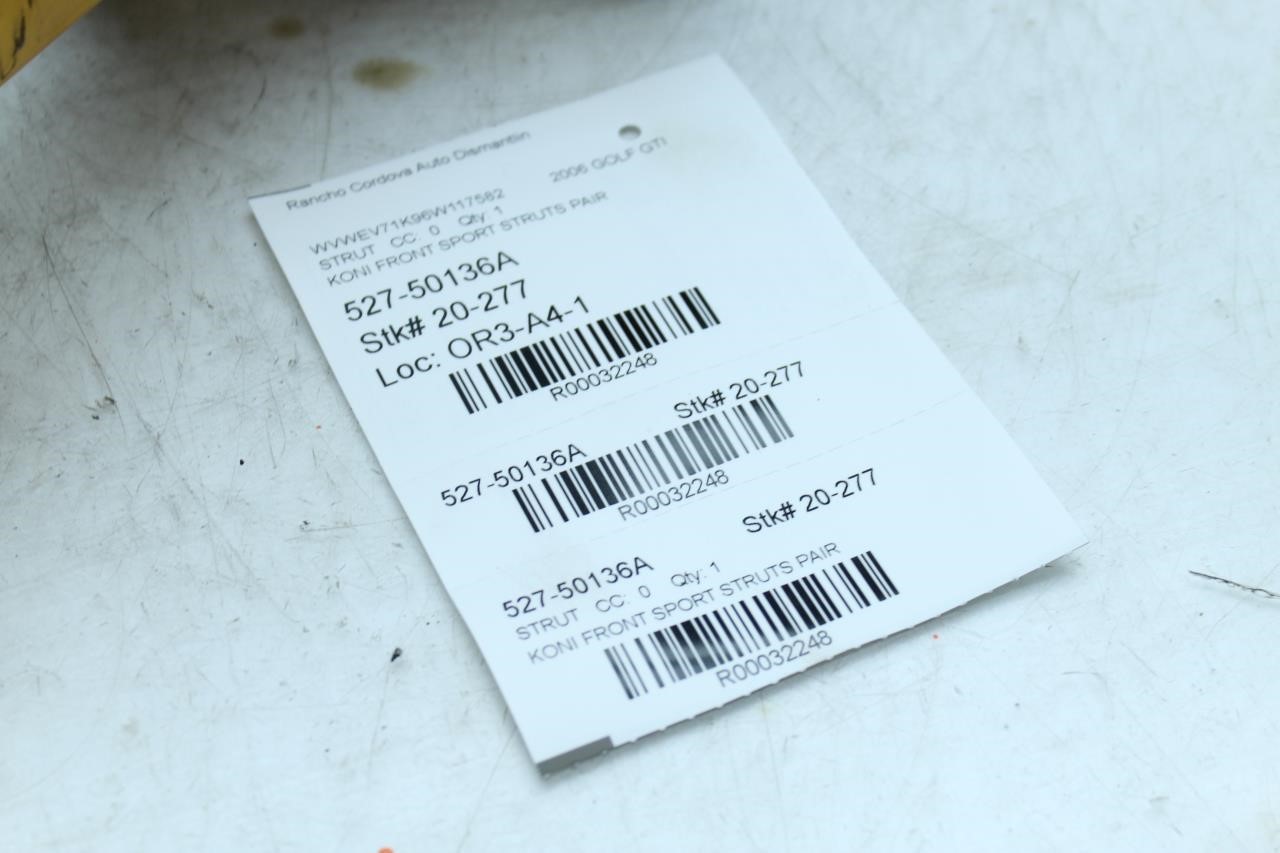 Rancho Cordova Auto Dismantlin
WVWEV71K96W117582 2006 GOLF GTI
STRUT CC: 0 Qty: 1
KONI FRONT SPORT STRUTS PAIR
527-50136A
Stk# 20-277
Loc: OR3-A4-1
R00032248
527-50136A Stk# 20-277
R00032248
527-50136A Stk# 20-277
STRUT CC: 0 Qty: 1
KONI FRONT SPORT STRUTS PAIR
R00032248